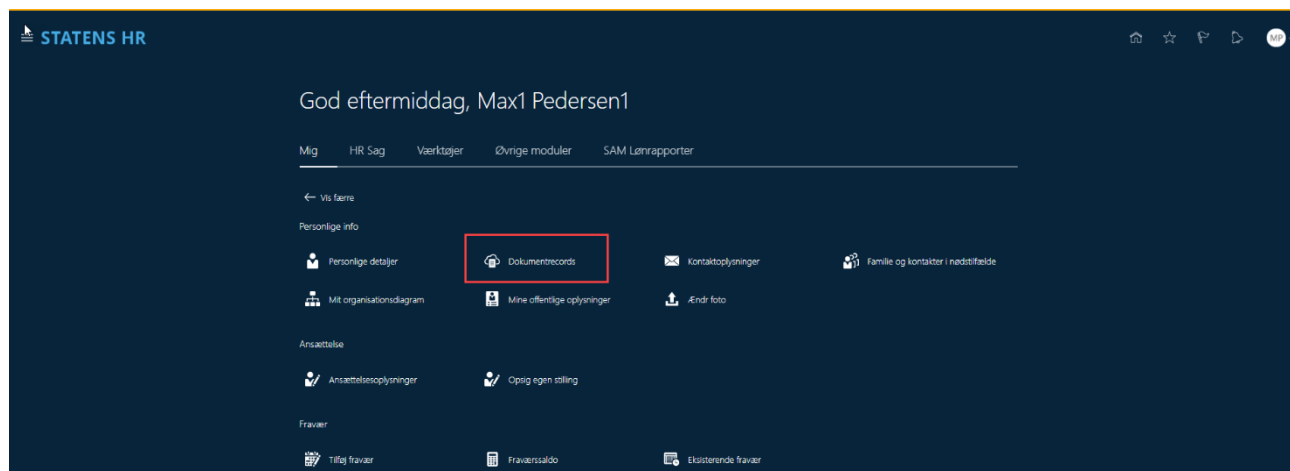 STATENS HR
MP
God eftermiddag, Max1 Pedersen1
Mig HR Sag Værktøjer Øvrige moduler SAM Lønrapporter
← Vis færre
Personlige info
Personlige detaljer Dokumentrecords Kontaktoplysninger Familie og kontakter i nødstilfælde
Mit organisationsdiagram Mine offentlige oplysninger Ændr foto
Ansættelse
Ansættelsesoplysninger Opsig egen stilling
Fravær
Tilføj fravær Fraværssaldo Eksisterende fravær